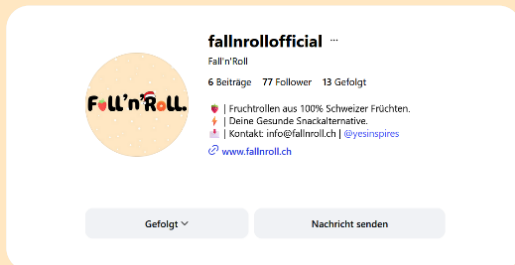 fallnrollofficial ...
Fall'n'Roll
6 Beiträge 77 Follower 13 Gefolgt
Fall'n'Roll.
| Fruchtrollen aus 100% Schweizer Früchten.
| Deine Gesunde Snackalternative.
| Kontakt: info@fallnroll.ch | @yesinspires
www.fallnroll.ch
Gefolgt
Nachricht senden